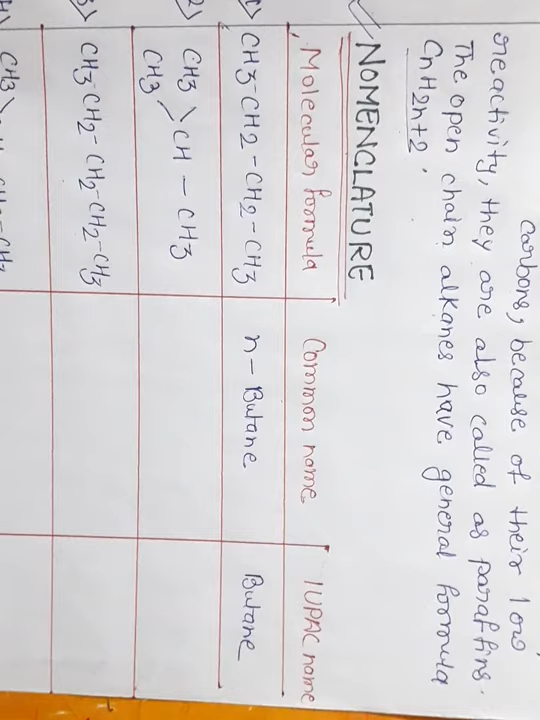 carbons, because of their low
reactivity, they are also called as paraffins.
The open chain alkanes have general formula
CnH2n+2.
NOMENCLATURE
Molecular formula Common name IUPAC name
1) CH3-CH2-CH2-CH3 n-Butane Butane
2) CH3
CH3 > CH - CH3
3) CH3-CH2-CH2-CH2-CH3
CH3